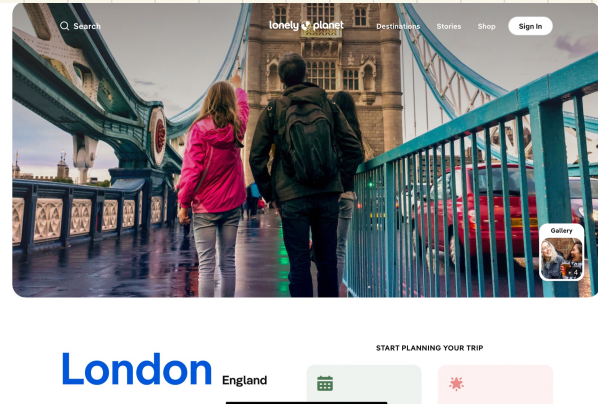 Search
lonely planet
Destinations
Stories
Shop
Sign In
Gallery
4
START PLANNING YOUR TRIP
London
England